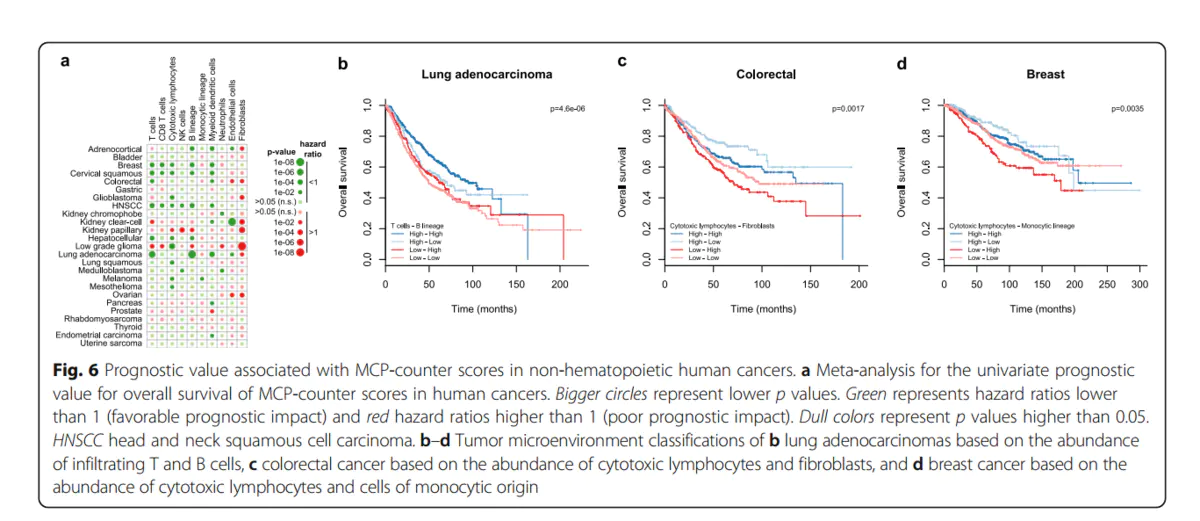 a
T cells
CD8 T cells
Cytotoxic lymphocytes
NK cells
B lineage
Monocytic lineage
Myeloid dendritic cells
Neutrophils
Endothelial cells
Fibroblasts
Adrenocortical
Bladder
Breast
Cervical squamous
Colorectal
Gastric
Glioblastoma
HNSCC
Kidney chromophobe
Kidney clear-cell
Kidney papillary
Hepatocellular
Low grade glioma
Lung adenocarcinoma
Lung squamous
Medulloblastoma
Melanoma
Mesothelioma
Ovarian
Pancreas
Prostate
Rhabdomyosarcoma
Thyroid
Endometrial carcinoma
Uterine sarcoma
p-value
hazard
ratio
1e-08
1e-06
1e-04
1e-02
>0.05 (n.s.)
<1
>0.05 (n.s.)
1e-02
1e-04
1e-06
1e-08
>1
b
Lung adenocarcinoma
p=4,6e-06
1.0
0.8
0.6
0.4
0.2
0.0
Overall survival
T cells – B lineage
High – High
High – Low
Low – High
Low – Low
0 50 100 150 200
Time (months)
c
Colorectal
p=0,0017
1.0
0.8
0.6
0.4
0.2
0.0
Overall survival
Cytotoxic lymphocytes – Fibroblasts
High – High
High – Low
Low – High
Low – Low
0 50 100 150 200
Time (months)
d
Breast
p=0,0035
1.0
0.8
0.6
0.4
0.2
0.0
Overall survival
Cytotoxic lymphocytes – Monocytic lineage
High – High
High – Low
Low – High
Low – Low
0 50 100 150 200 250 300
Time (months)
Fig. 6 Prognostic value associated with MCP-counter scores in non-hematopoietic human cancers. a Meta-analysis for the univariate prognostic
value for overall survival of MCP-counter scores in human cancers. Bigger circles represent lower p values. Green represents hazard ratios lower
than 1 (favorable prognostic impact) and red hazard ratios higher than 1 (poor prognostic impact). Dull colors represent p values higher than 0.05.
HNSCC head and neck squamous cell carcinoma. b–d Tumor microenvironment classifications of b lung adenocarcinomas based on the abundance
of infiltrating T and B cells, c colorectal cancer based on the abundance of cytotoxic lymphocytes and fibroblasts, and d breast cancer based on the
abundance of cytotoxic lymphocytes and cells of monocytic origin